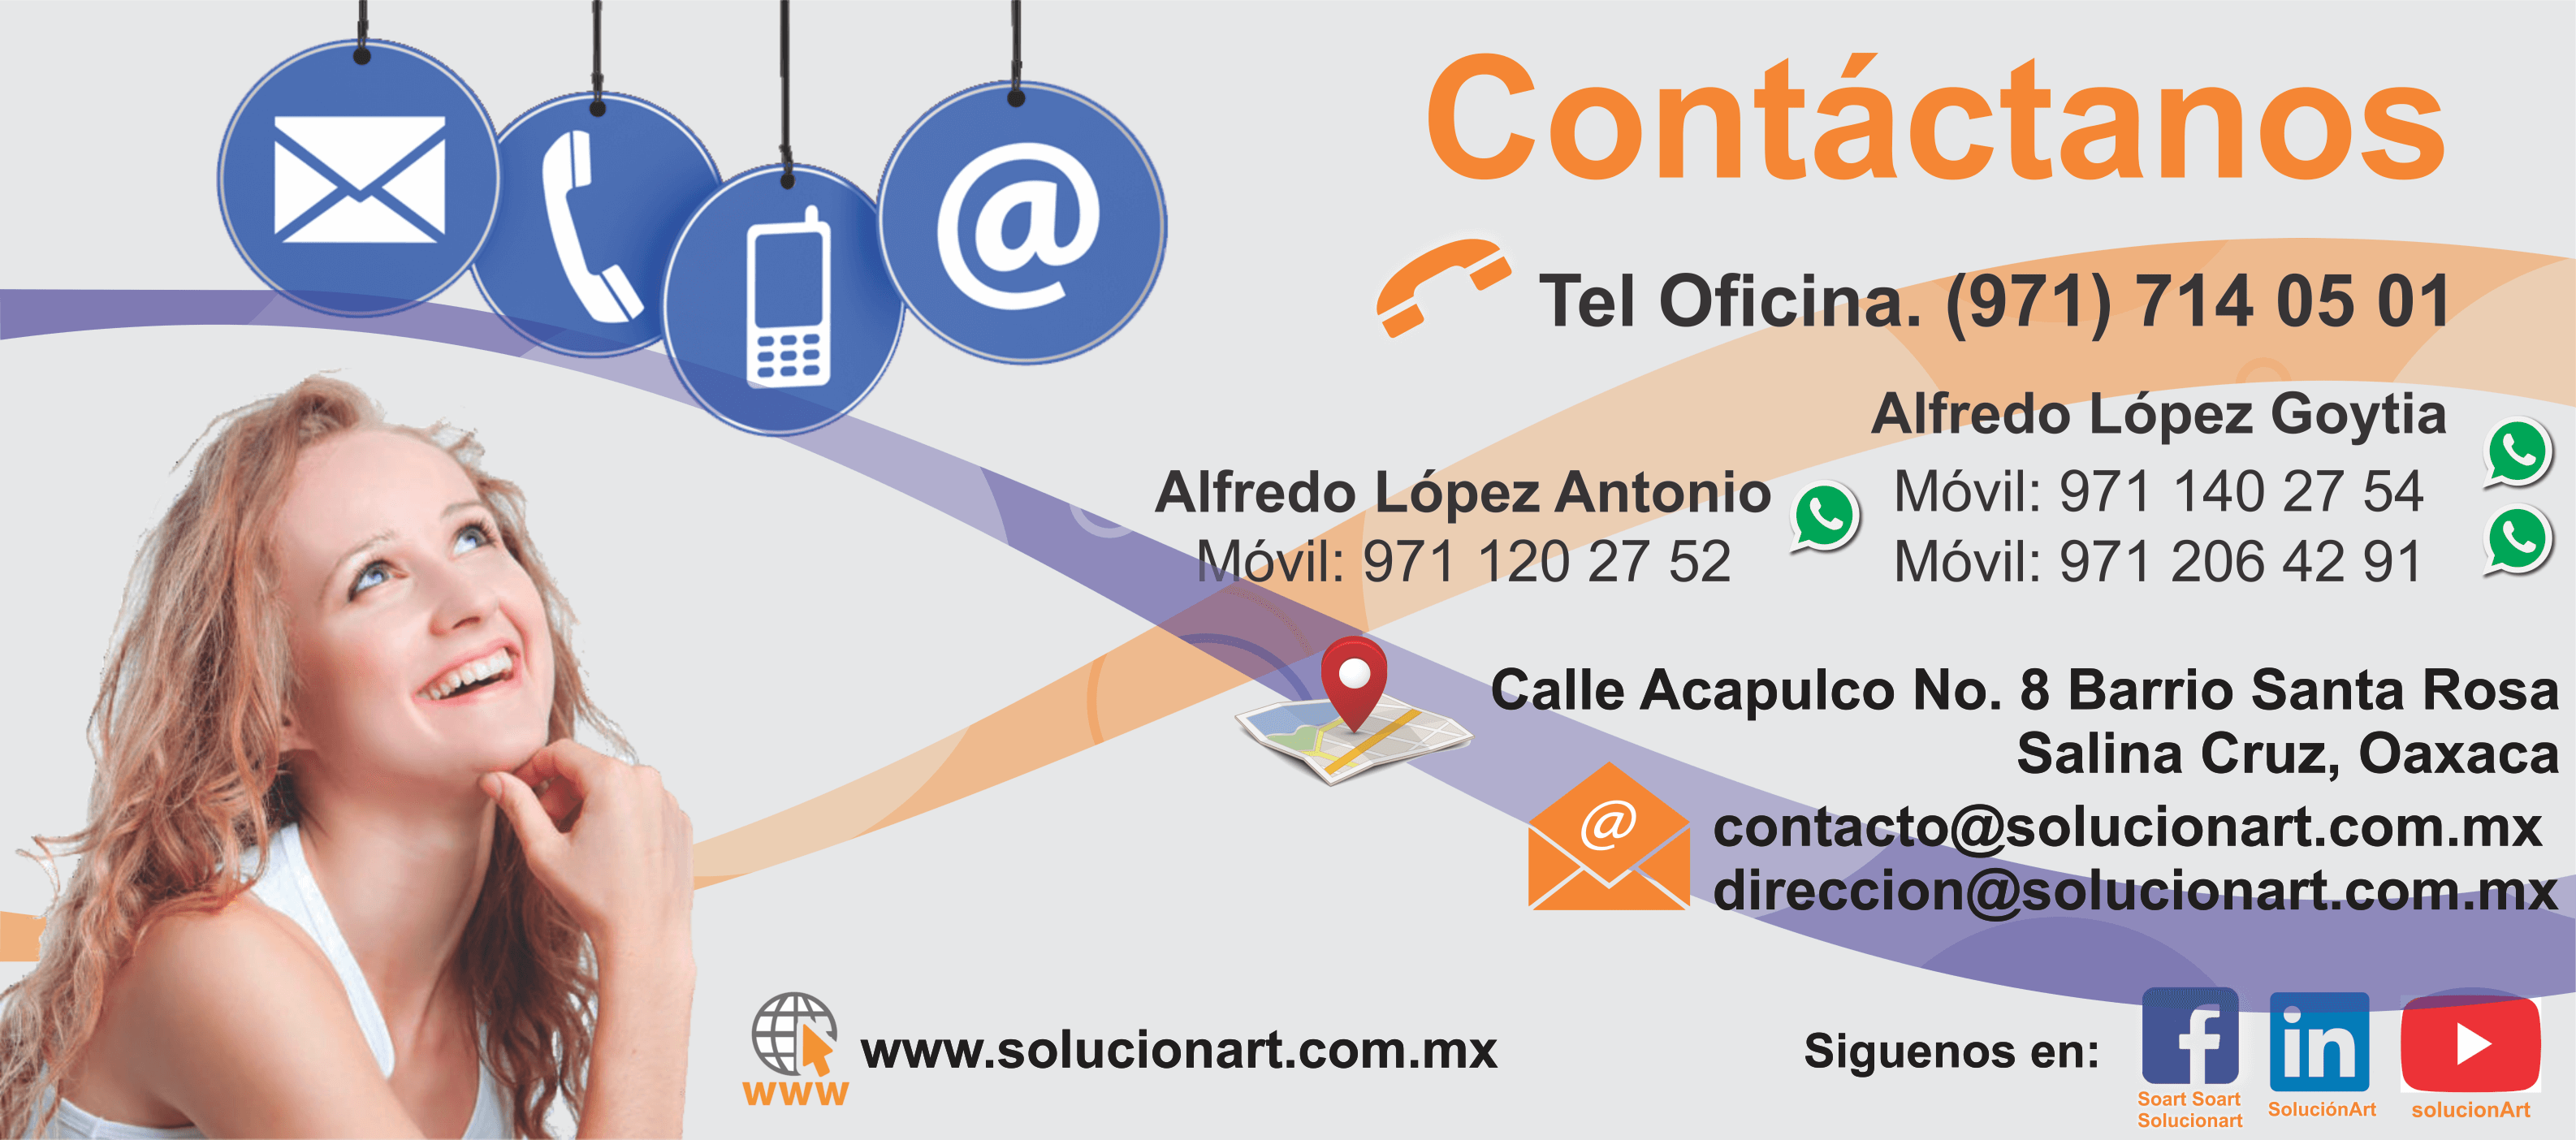 Contáctanos
Tel Oficina. (971) 714 05 01
Alfredo López Antonio
Móvil: 971 120 27 52
Alfredo López Goytia
Móvil: 971 140 27 54
Móvil: 971 206 42 91
Calle Acapulco No. 8 Barrio Santa Rosa
Salina Cruz, Oaxaca
@
contacto@solucionart.com.mx
direccion@solucionart.com.mx
www
www.solucionart.com.mx
Siguenos en:
f
in
Soart Soart
Solucionart
SoluciónArt
solucionArt